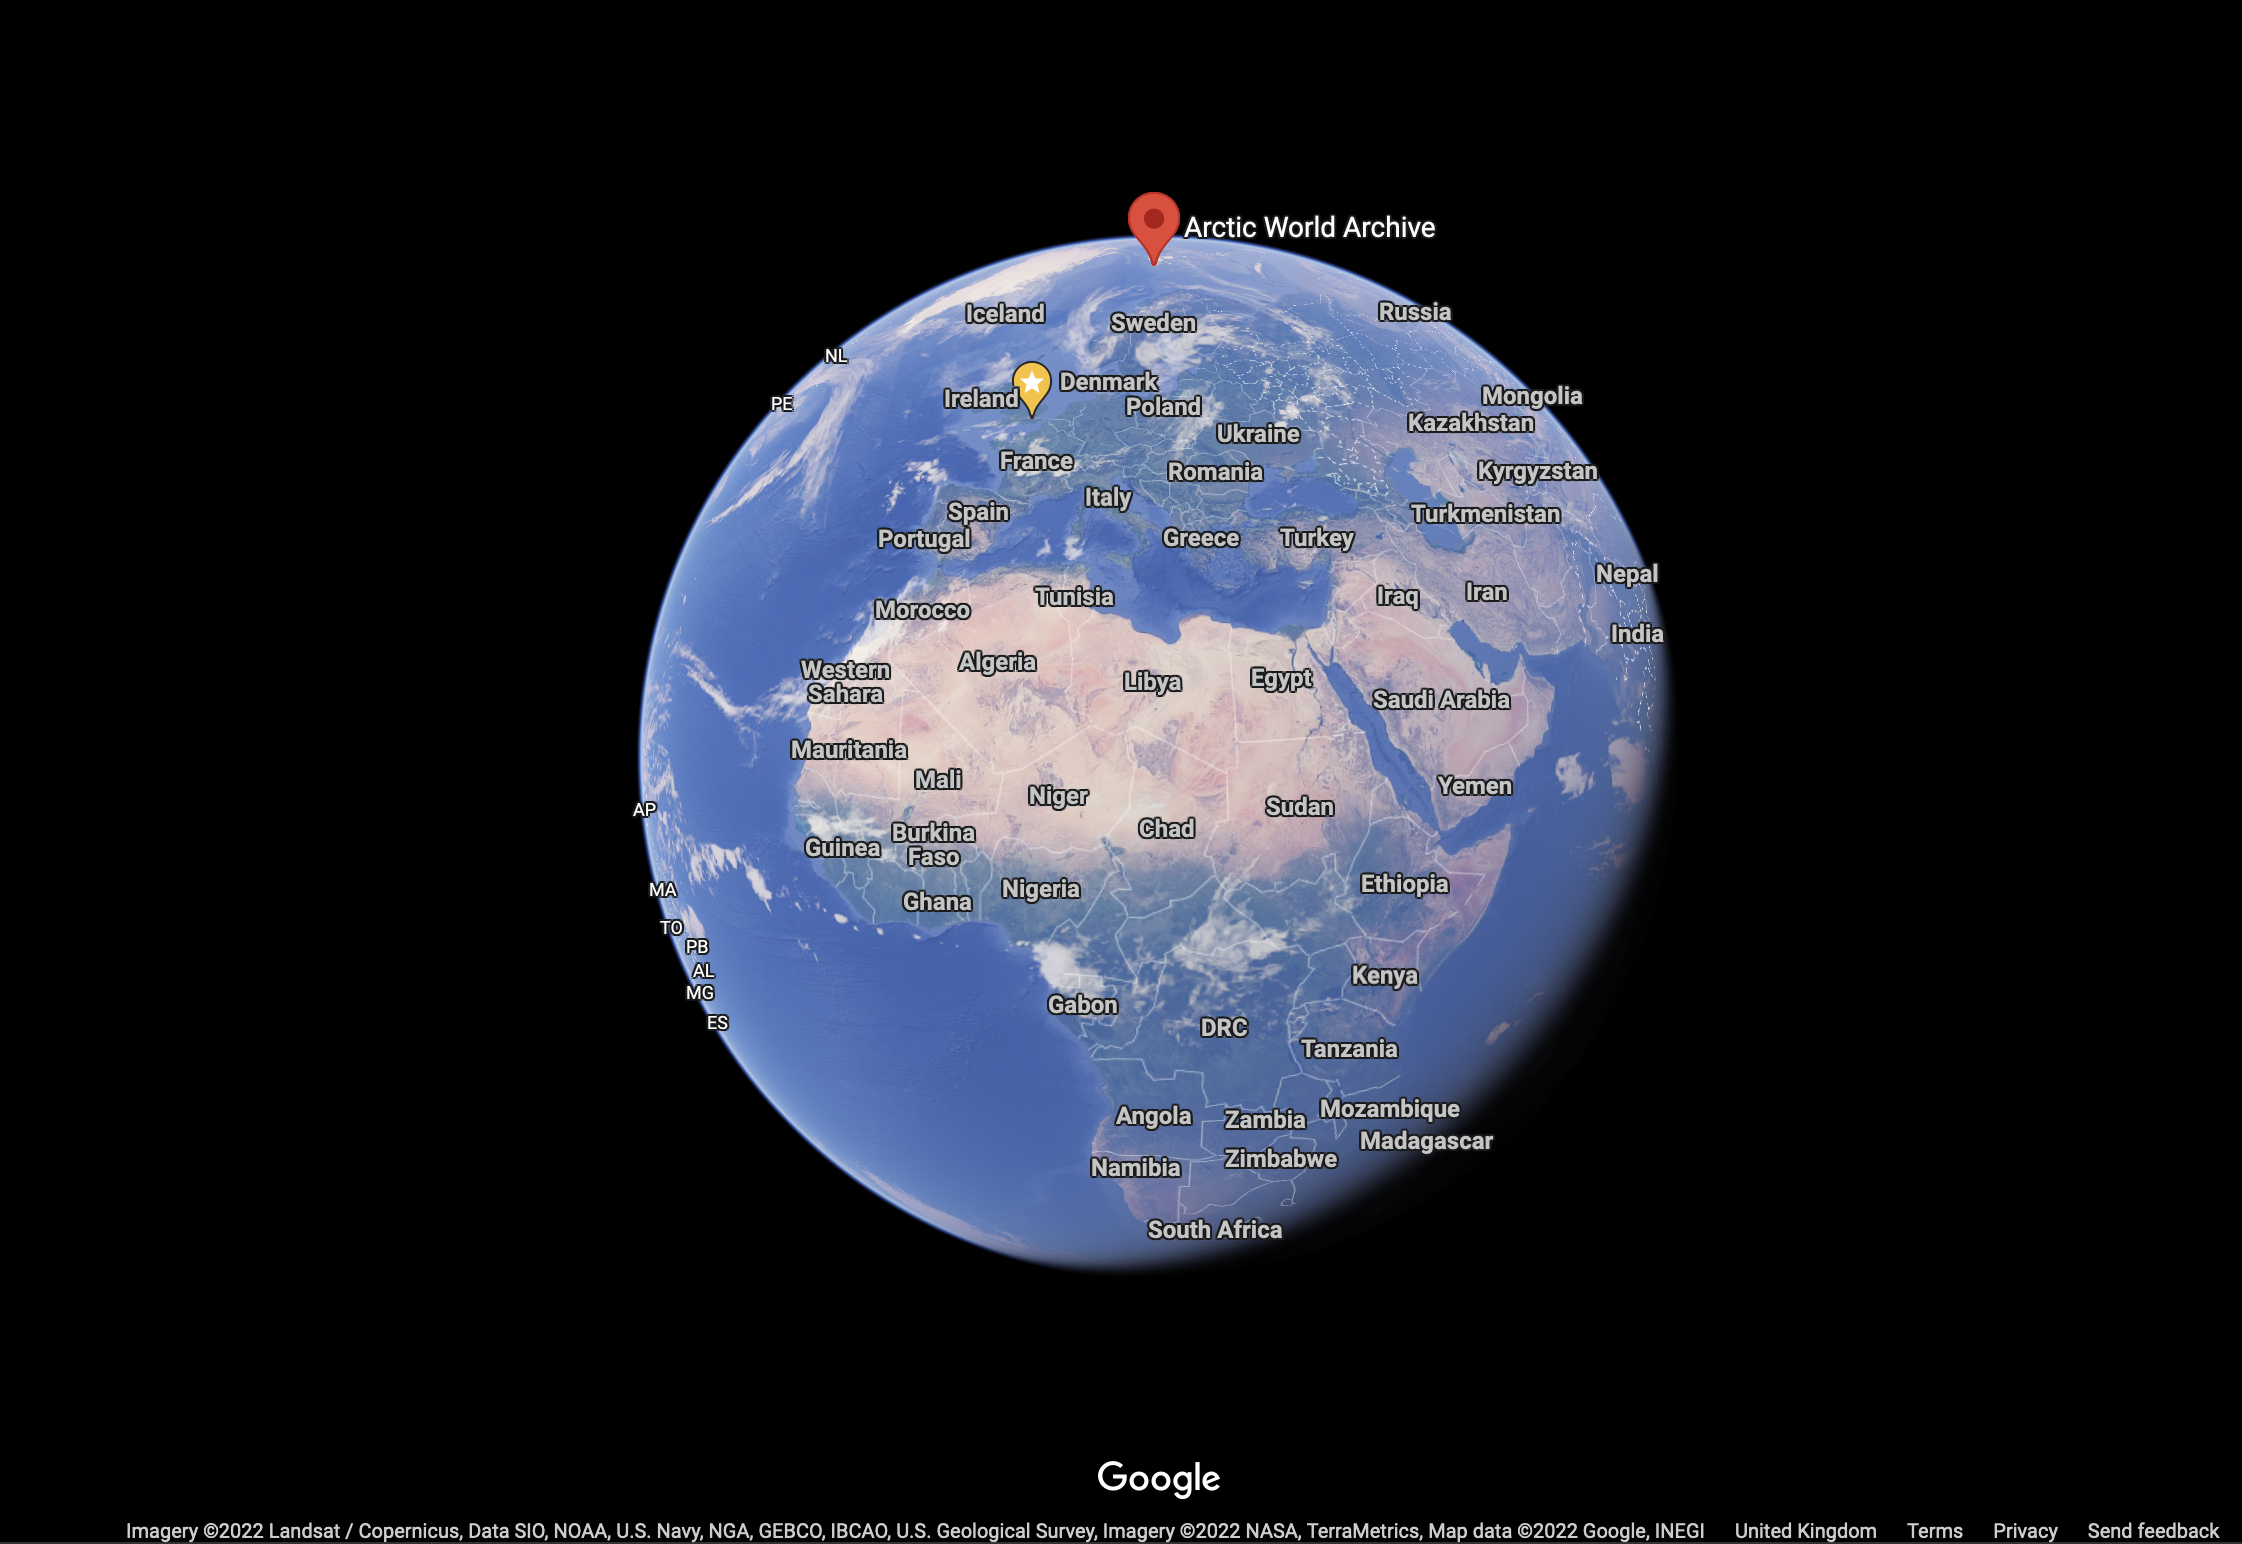 Arctic World Archive
Iceland
Sweden
Russia
NL
Denmark
Ireland
PE
Poland
Mongolia
Kazakhstan
Ukraine
France
Romania
Kyrgyzstan
Italy
Spain
Turkmenistan
Portugal
Greece
Turkey
Nepal
Iraq
Iran
Tunisia
Morocco
India
Algeria
Western
Sahara
Libya
Egypt
Saudi Arabia
Mauritania
Mali
Niger
Yemen
AP
Sudan
Chad
Burkina
Faso
Guinea
Ethiopia
MA
Nigeria
Ghana
TO
PB
AL
Kenya
MG
Gabon
ES
DRC
Tanzania
Angola
Zambia
Mozambique
Madagascar
Zimbabwe
Namibia
South Africa
Google
Imagery ©2022 Landsat / Copernicus, Data SIO, NOAA, U.S. Navy, NGA, GEBCO, IBCAO, U.S. Geological Survey, Imagery ©2022 NASA, TerraMetrics, Map data ©2022 Google, INEGI United Kingdom Terms Privacy Send feedback